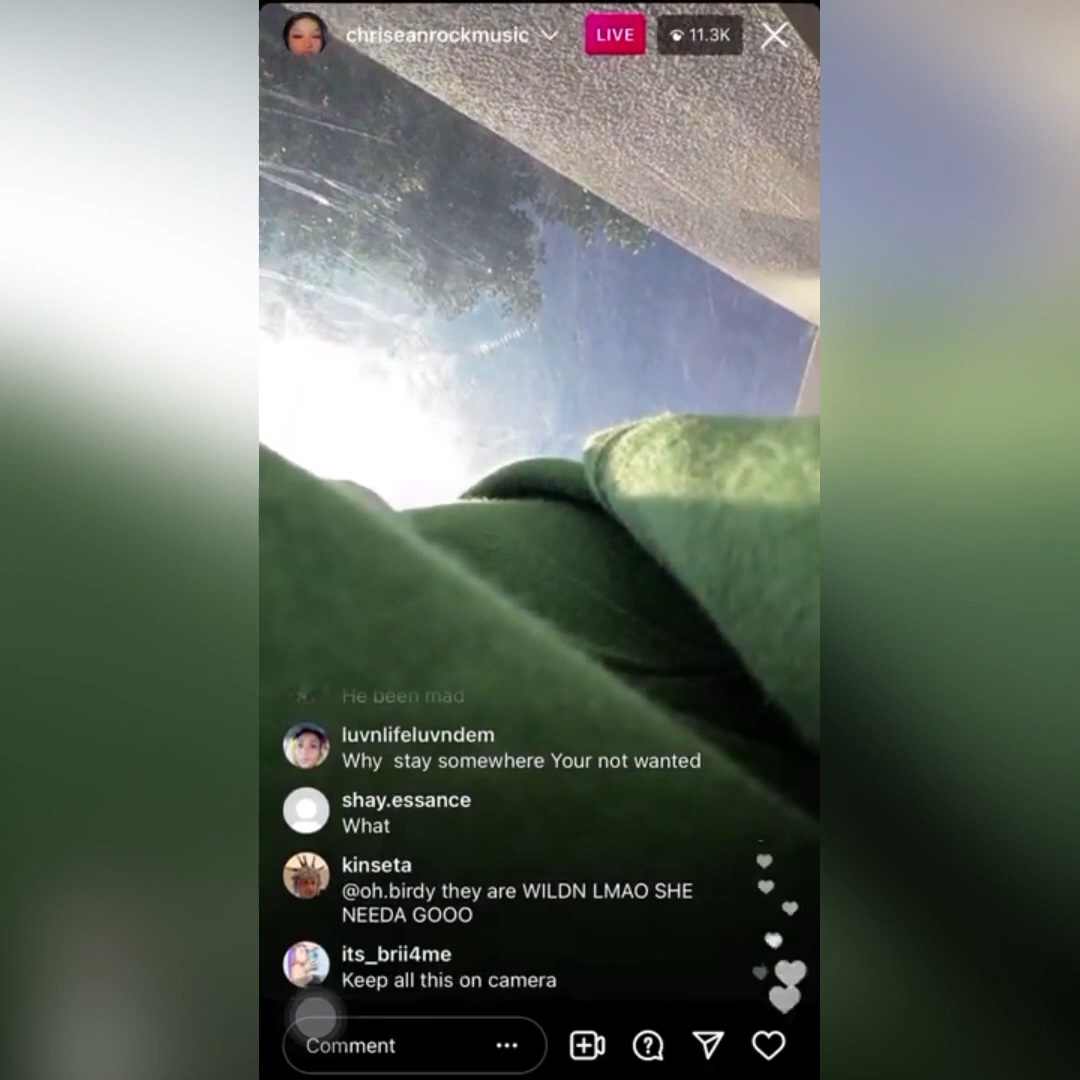 chriseanrockmusic
LIVE
11.3K
He been mad
luvnlifeluvndem
Why stay somewhere Your not wanted
shay.essance
What
kinseta
@oh.birdy they are WILDN LMAO SHE
NEEDA GOOO
its_brii4me
Keep all this on camera
Comment